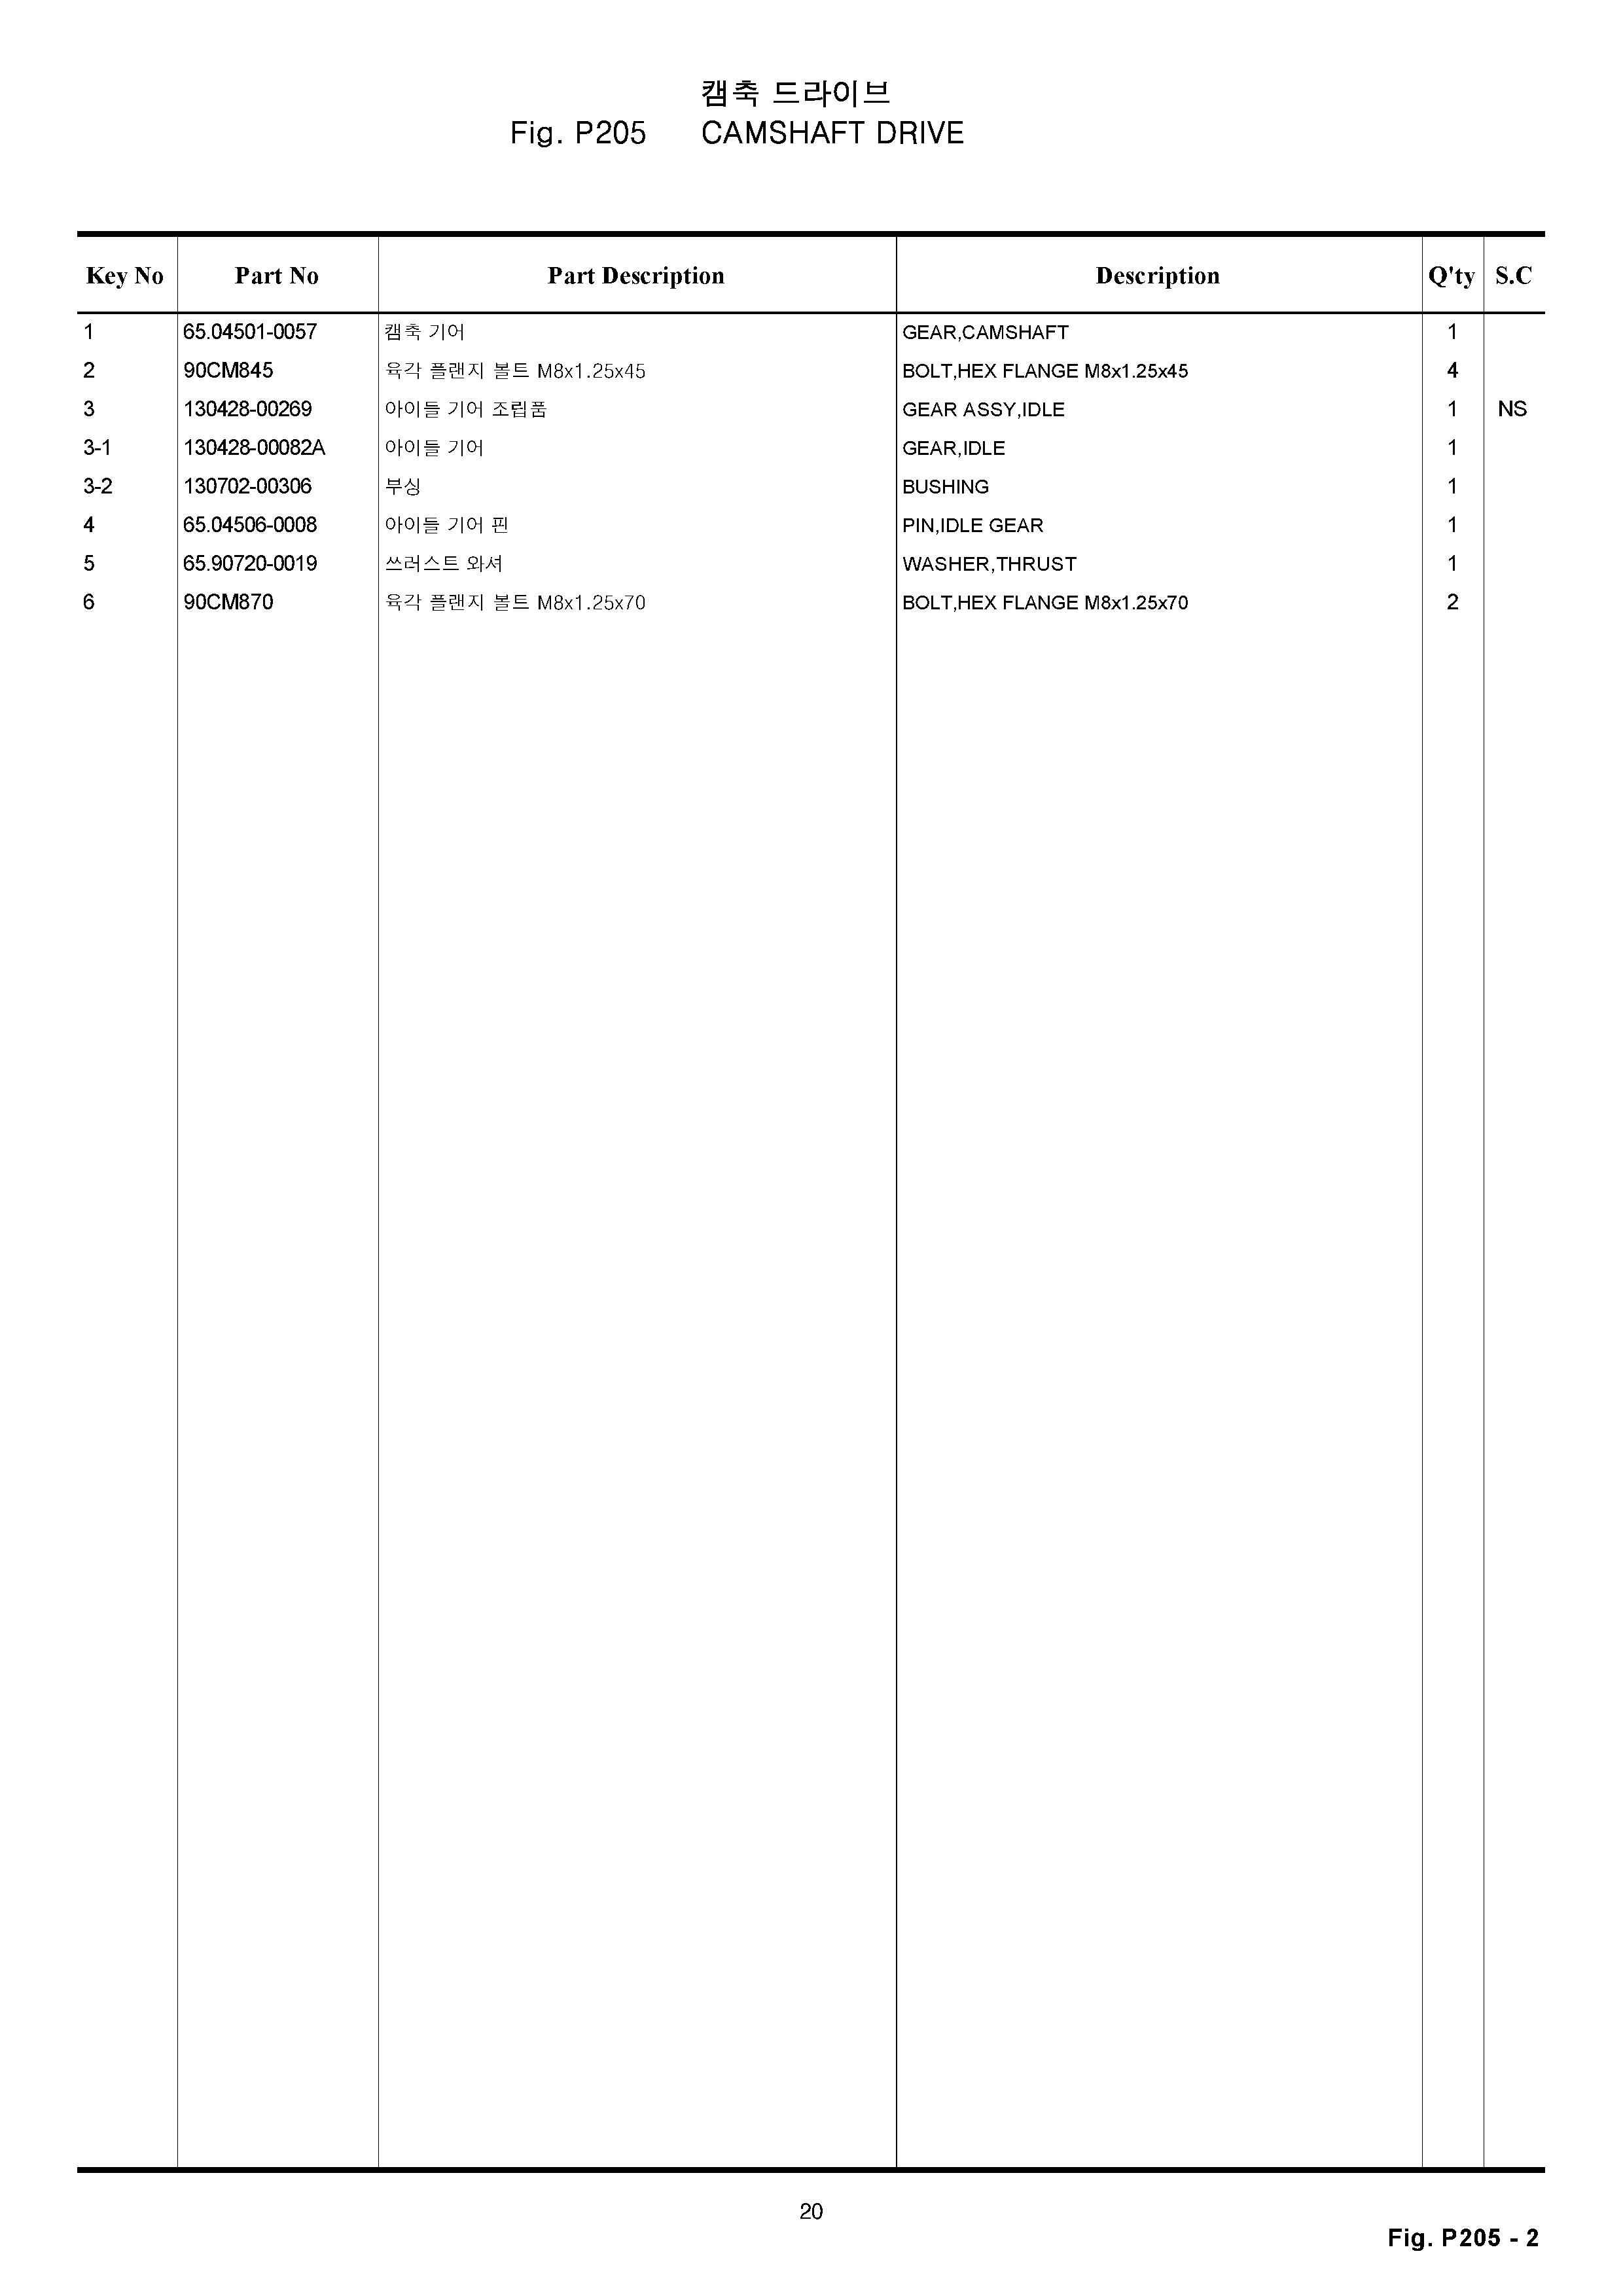 캠축 드라이브
Fig. P205 CAMSHAFT DRIVE
Key No Part No Part Description Description Q'ty S.C
1 65.04501-0057 캠축 기어 GEAR,CAMSHAFT 1
2 90CM845 육각 플랜지 볼트 M8x1.25x45 BOLT,HEX FLANGE M8x1.25x45 4
3 130428-00269 아이들 기어 조립품 GEAR ASSY,IDLE 1 NS
3-1 130428-00082A 아이들 기어 GEAR,IDLE 1
3-2 130702-00306 부싱 BUSHING 1
4 65.04506-0008 아이들 기어 핀 PIN,IDLE GEAR 1
5 65.90720-0019 쓰러스트 와셔 WASHER,THRUST 1
6 90CM870 육각 플랜지 볼트 M8x1.25x70 BOLT,HEX FLANGE M8x1.25x70 2
20
Fig. P205 - 2